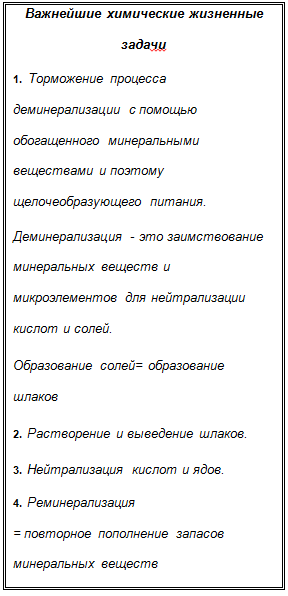 Важнейшие химические жизненные
задачи
1. Торможение процесса
деминерализации с помощью
обогащенного минеральными
веществами и поэтому
щелочеобразующего питания.
Деминерализация - это заимствование
минеральных веществ и
микроэлементов для нейтрализации
кислот и солей.
Образование солей= образование
шлаков
2. Растворение и выведение шлаков.
3. Нейтрализация кислот и ядов.
4. Реминерализация
= повторное пополнение запасов
минеральных веществ